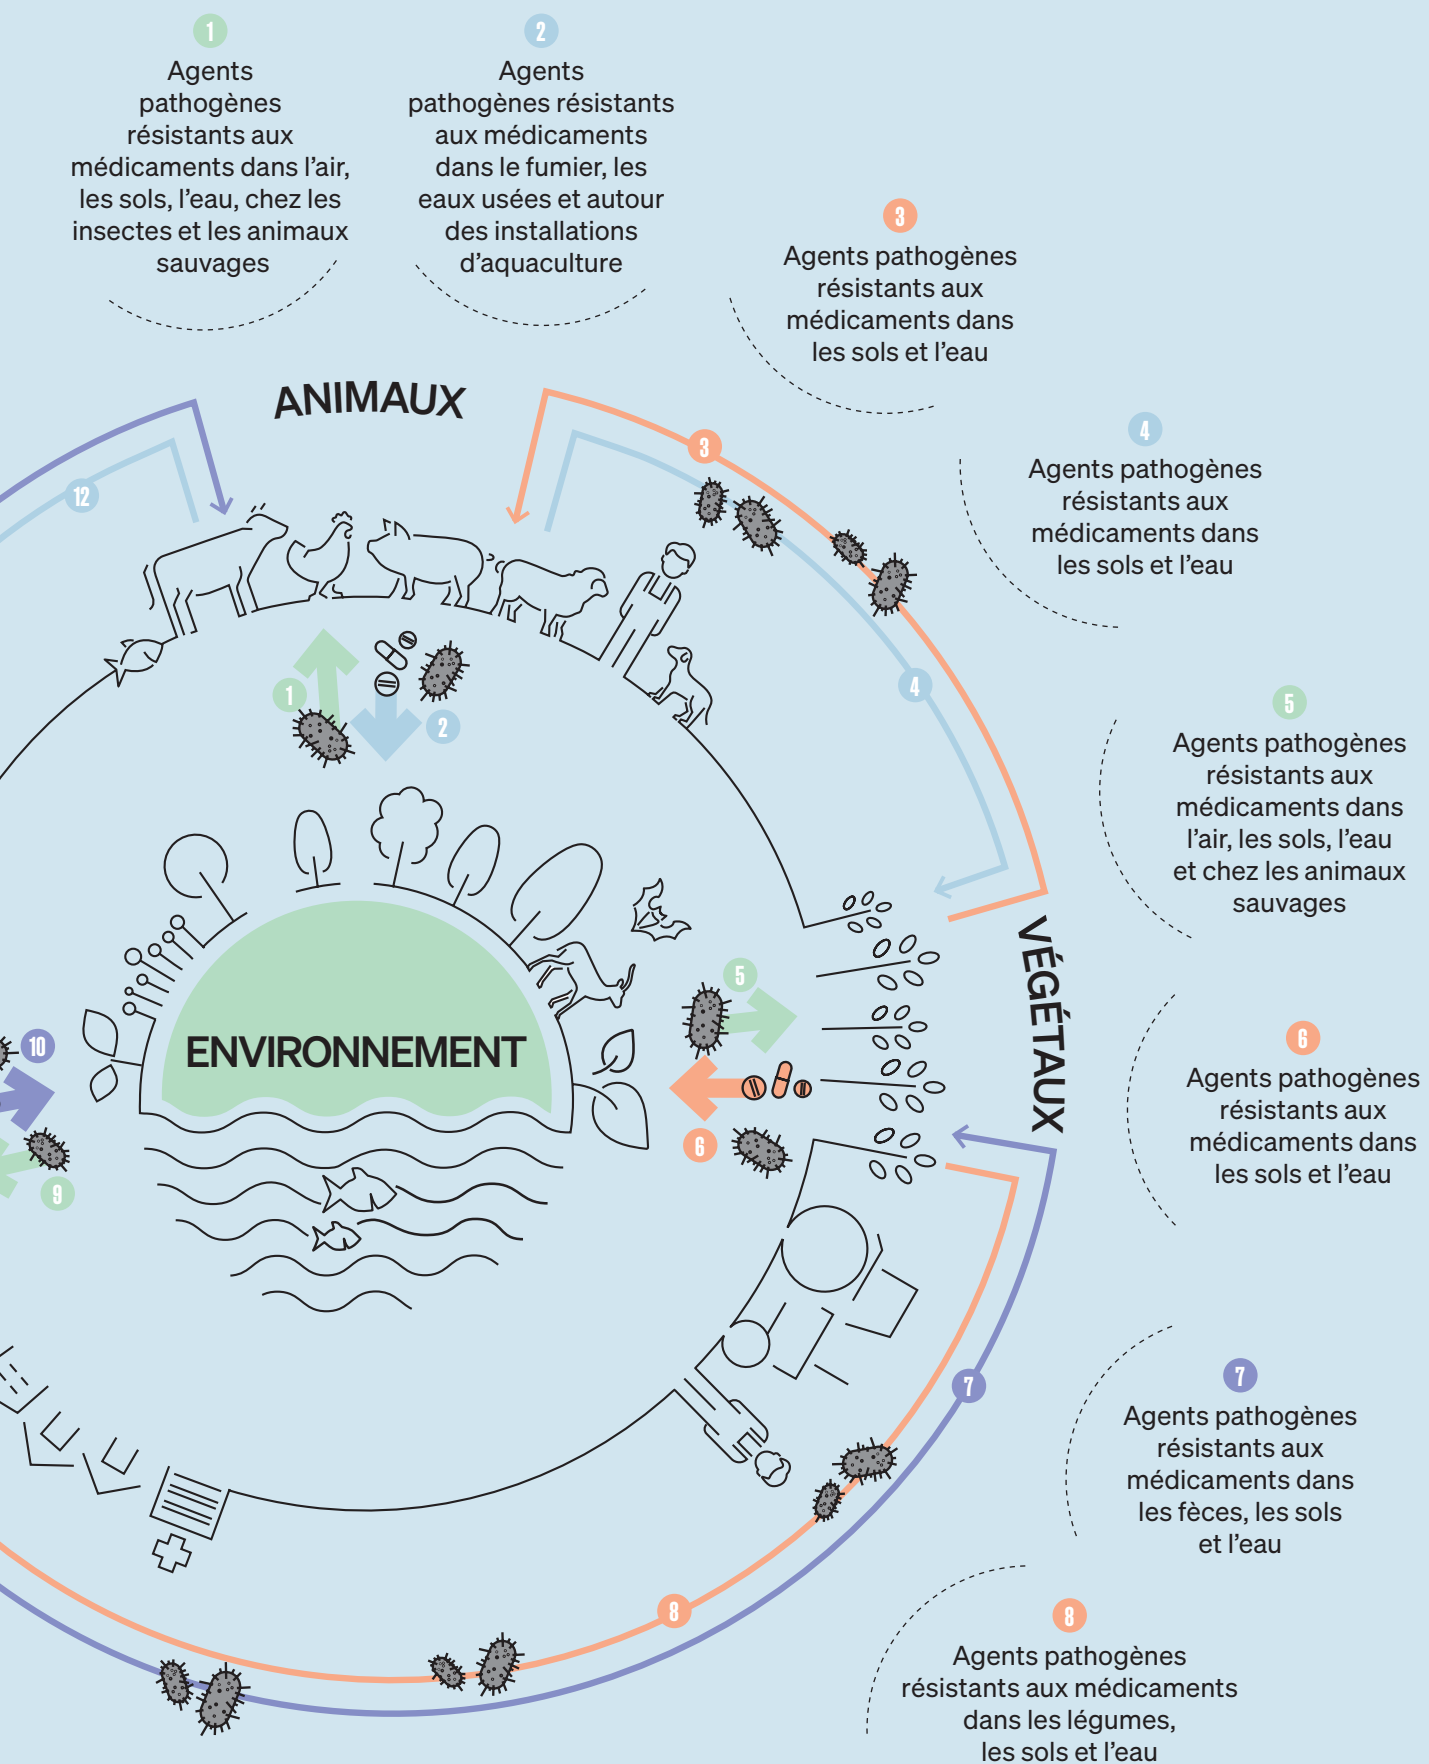 1
Agents
pathogènes
résistants aux
médicaments dans l'air,
les sols, l'eau, chez les
insectes et les animaux
sauvages
2
Agents
pathogènes résistants
aux médicaments
dans le fumier, les
eaux usées et autour
des installations
d'aquaculture
3
Agents pathogènes
résistants aux
médicaments dans
les sols et l'eau
4
Agents pathogènes
résistants aux
médicaments dans
les sols et l'eau
5
Agents pathogènes
résistants aux
médicaments dans
l'air, les sols, l'eau
et chez les animaux
sauvages
6
Agents pathogènes
résistants aux
médicaments dans
les sols et l'eau
7
Agents pathogènes
résistants aux
médicaments dans
les fèces, les sols
et l'eau
8
Agents pathogènes
résistants aux médicaments
dans les légumes,
les sols et l'eau
ANIMAUX
3
12
4
1
2
VÉGÉTAUX
5
ENVIRONNEMENT
10
6
9
7
8